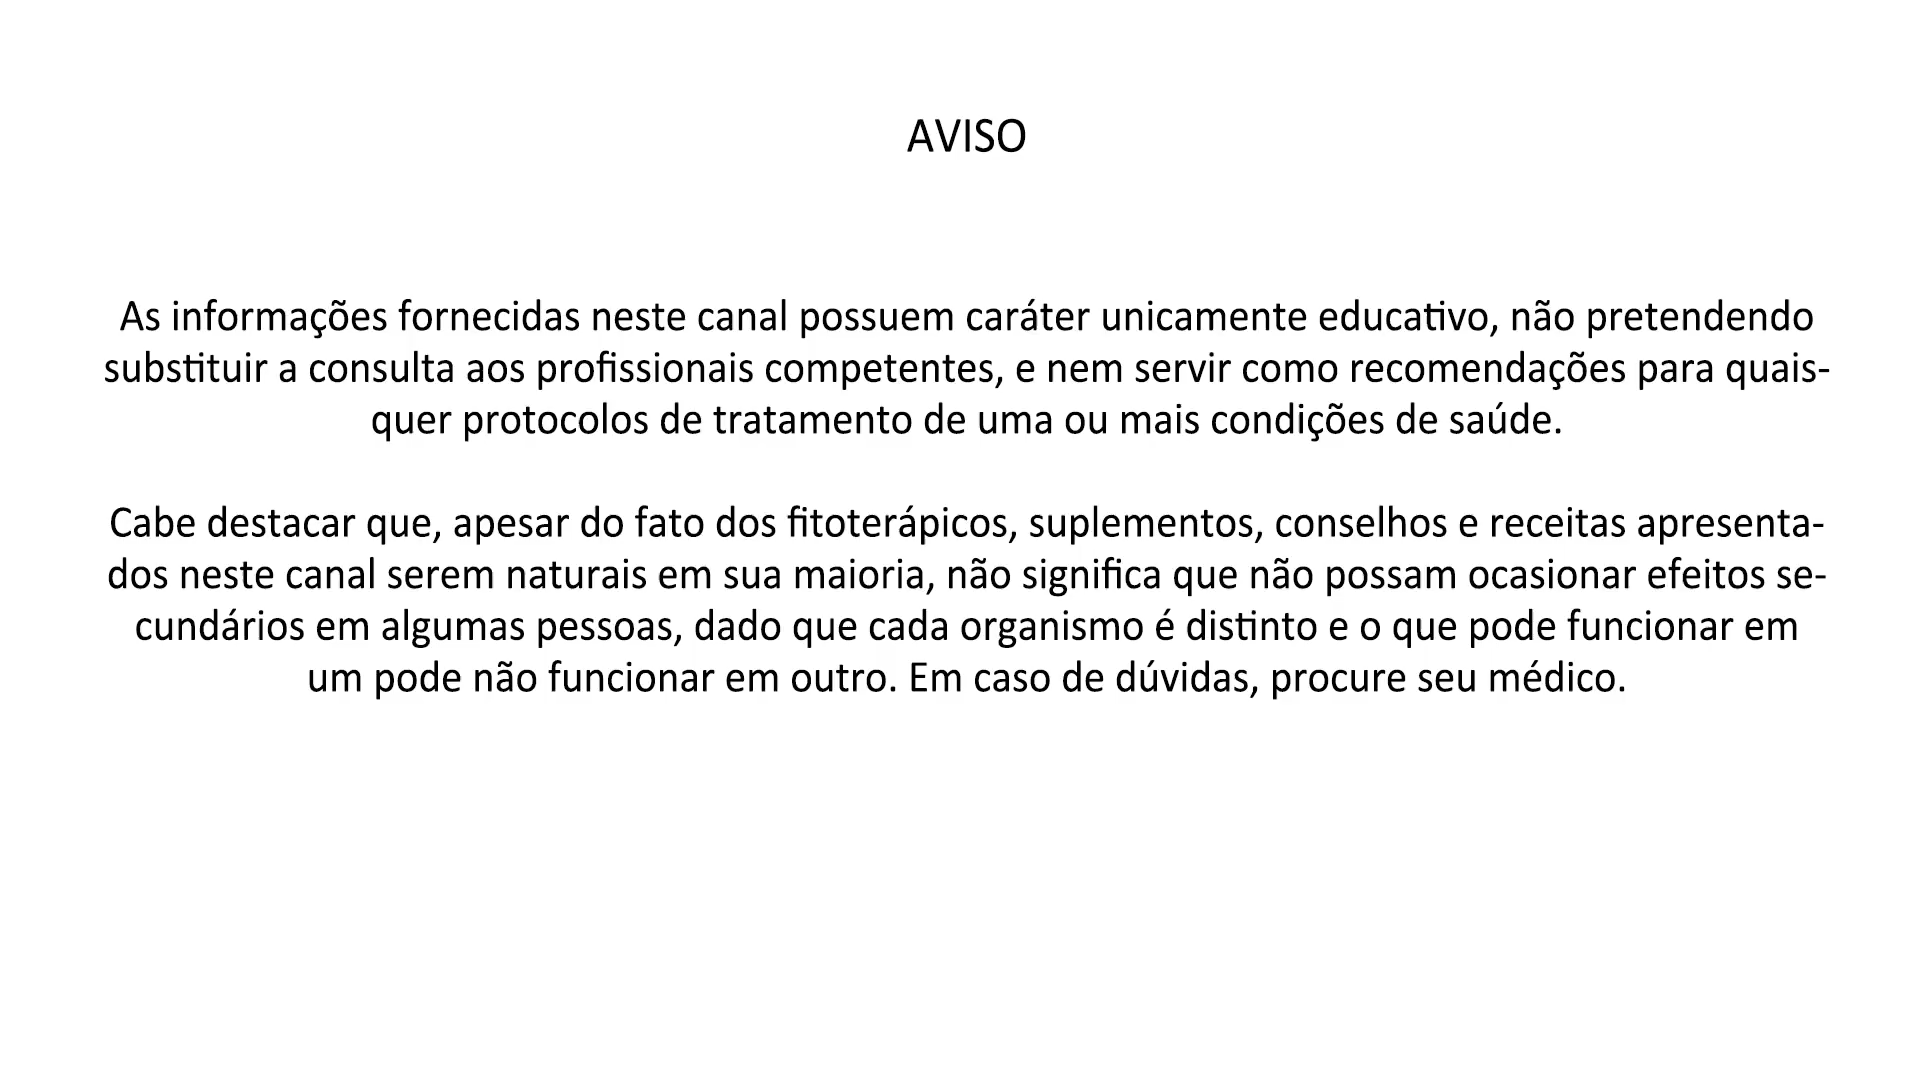 AVISO
As informações fornecidas neste canal possuem caráter unicamente educativo, não pretendendo
substituir a consulta aos profissionais competentes, e nem servir como recomendações para quais-
quer protocolos de tratamento de uma ou mais condições de saúde.
Cabe destacar que, apesar do fato dos fitoterápicos, suplementos, conselhos e receitas apresenta-
dos neste canal serem naturais em sua maioria, não significa que não possam ocasionar efeitos se-
cundários em algumas pessoas, dado que cada organismo é distinto e o que pode funcionar em
um pode não funcionar em outro. Em caso de dúvidas, procure seu médico.